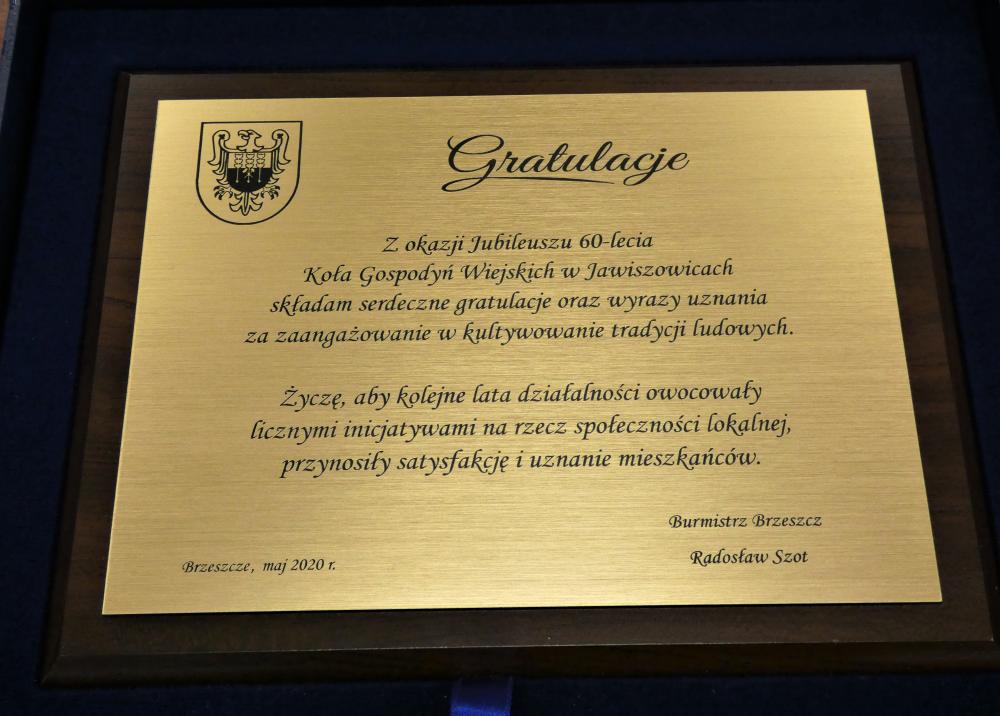 Gratulacje
Z okazji Jubileuszu 60-lecia
Koła Gospodyń Wiejskich w Jawiszowicach
składam serdeczne gratulacje oraz wyrazy uznania
za zaangażowanie w kultywowanie tradycji ludowych.
Życzę, aby kolejne lata działalności owocowały
licznymi inicjatywami na rzecz społeczności lokalnej,
przynosiły satysfakcję i uznanie mieszkańców.
Burmistrz Brzeszcz
Radosław Szot
Brzeszcze, maj 2020 r.